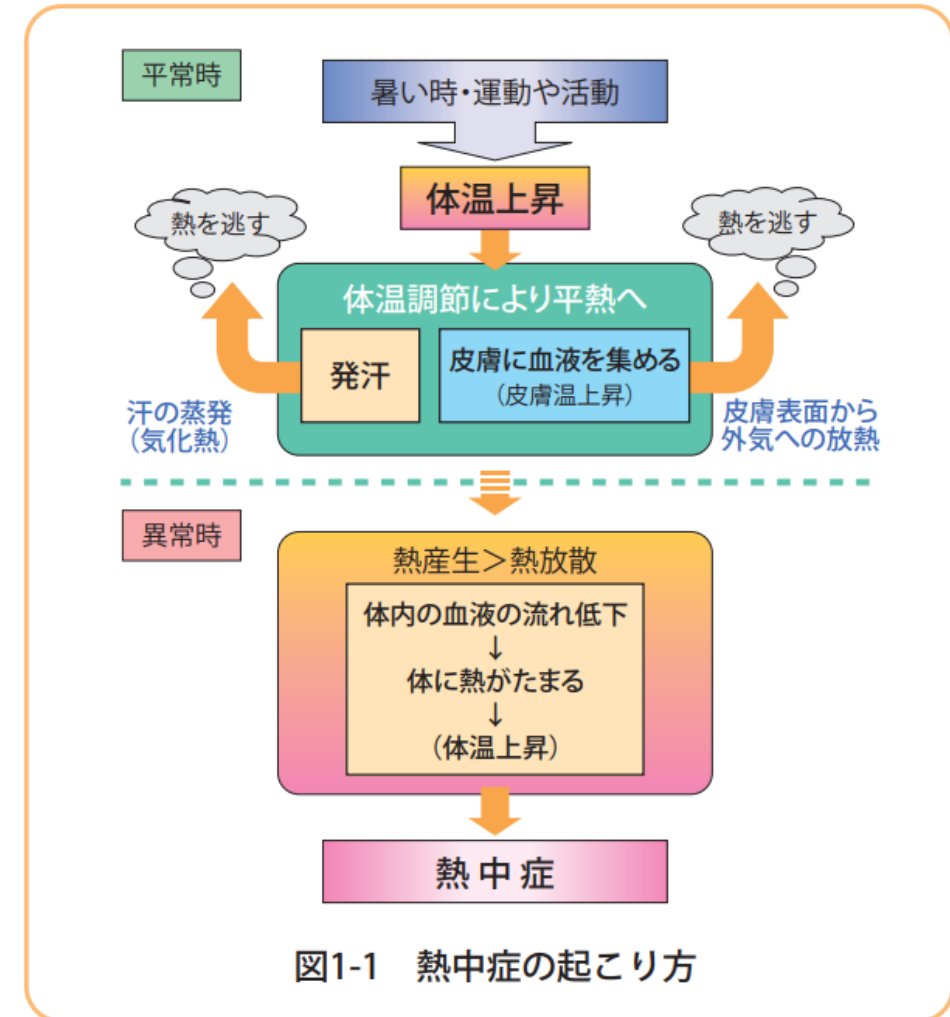 平常時
暑い時・運動や活動
体温上昇
熱を逃す
熱を逃す
体温調節により平熱へ
発汗
皮膚に血液を集める
（皮膚温上昇）
汗の蒸発
（気化熱）
皮膚表面から
外気への放熱
異常時
熱産生＞熱放散
体内の血液の流れ低下
↓
体に熱がたまる
↓
（体温上昇）
熱中症
図1-1　熱中症の起こり方